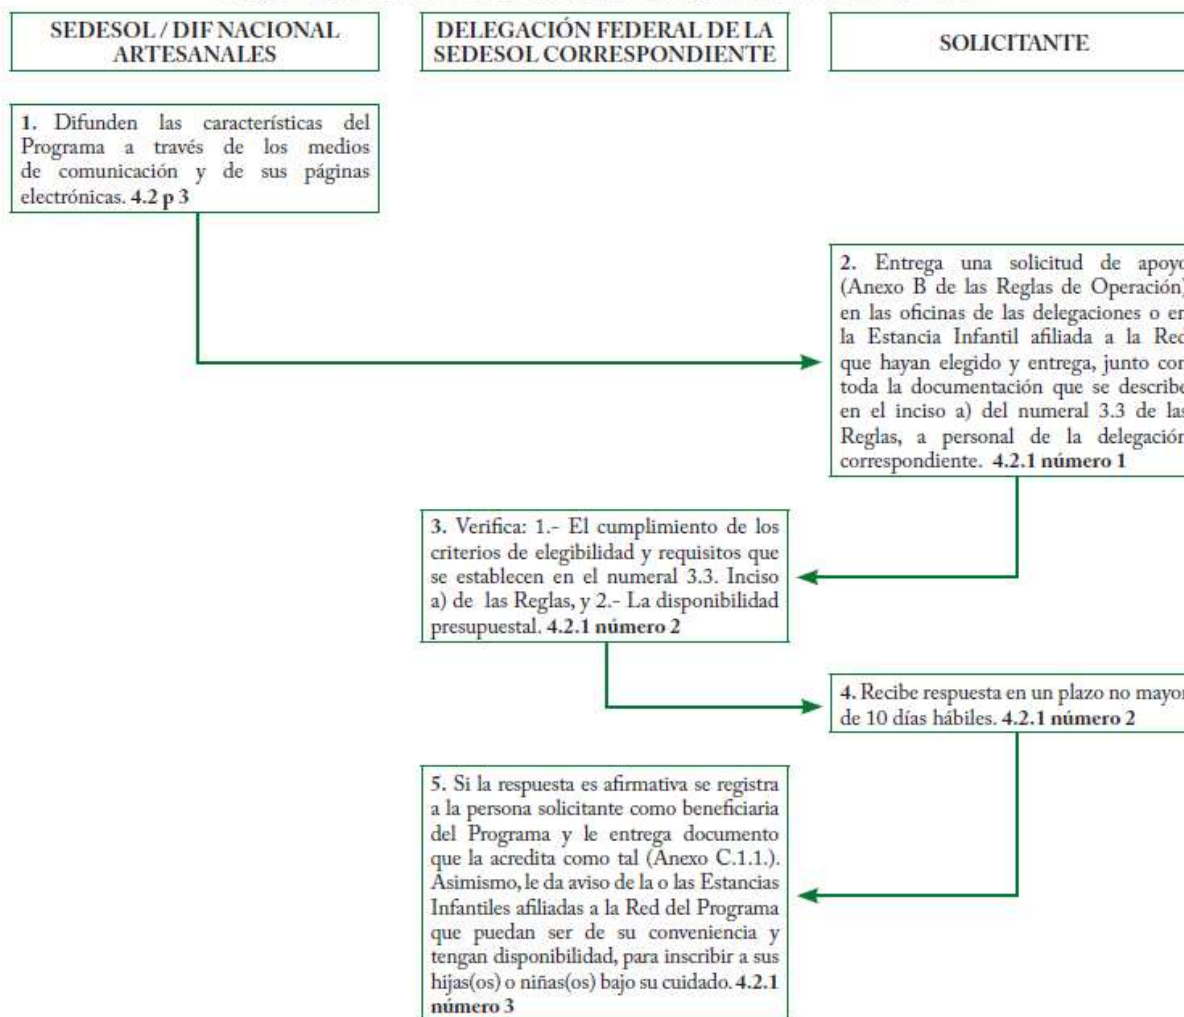 SEDESOL / DIF NACIONAL
ARTESANALES
DELEGACIÓN FEDERAL DE LA
SEDESOL CORRESPONDIENTE
SOLICITANTE
1. Difunden las características del
Programa a través de los medios
de comunicación y de sus páginas
electrónicas. 4.2 p 3
2. Entrega una solicitud de apoyo
(Anexo B de las Reglas de Operación)
en las oficinas de las delegaciones o en
la Estancia Infantil afiliada a la Red
que hayan elegido y entrega, junto con
toda la documentación que se describe
en el inciso a) del numeral 3.3 de las
Reglas, a personal de la delegación
correspondiente. 4.2.1 número 1
3. Verifica: 1.- El cumplimiento de los
criterios de elegibilidad y requisitos que
se establecen en el numeral 3.3. Inciso
a) de las Reglas, y 2.- La disponibilidad
presupuestal. 4.2.1 número 2
4. Recibe respuesta en un plazo no mayor
de 10 días hábiles. 4.2.1 número 2
5. Si la respuesta es afirmativa se registra
a la persona solicitante como beneficiaria
del Programa y le entrega documento
que la acredita como tal (Anexo C.1.1.).
Asimismo, le da aviso de la o las Estancias
Infantiles afiliadas a la Red del Programa
que puedan ser de su conveniencia y
tengan disponibilidad, para inscribir a sus
hijas(os) o niñas(os) bajo su cuidado. 4.2.1
número 3